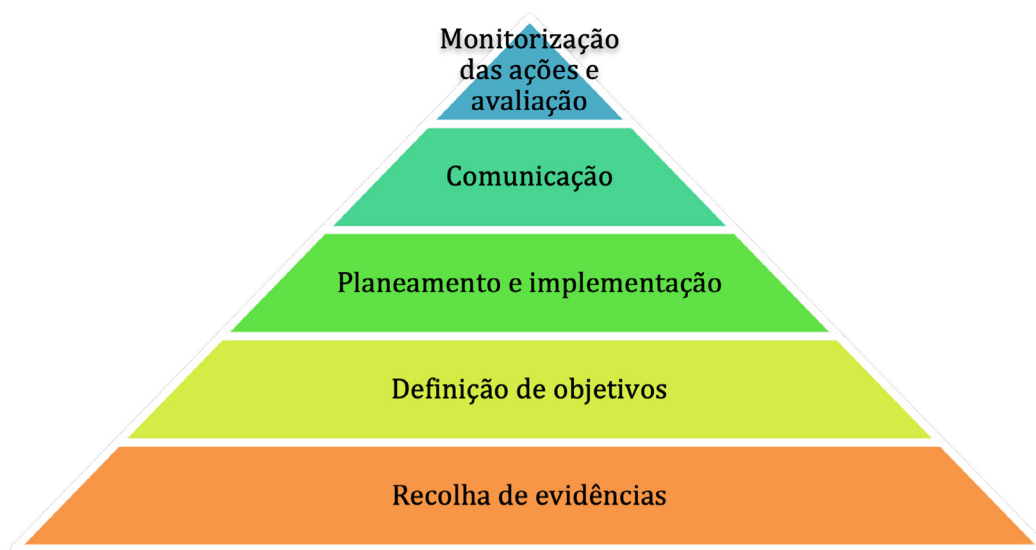 Monitorização
das ações e
avaliação
Comunicação
Planeamento e implementação
Definição de objetivos
Recolha de evidências